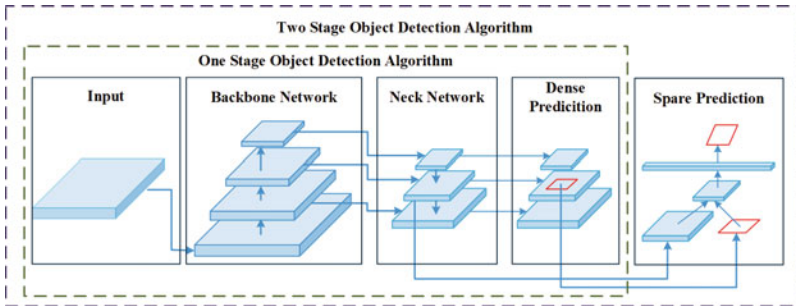 Two Stage Object Detection Algorithm
One Stage Object Detection Algorithm
Input
Backbone Network
Neck Network
Dense
Predicition
Spare Prediction